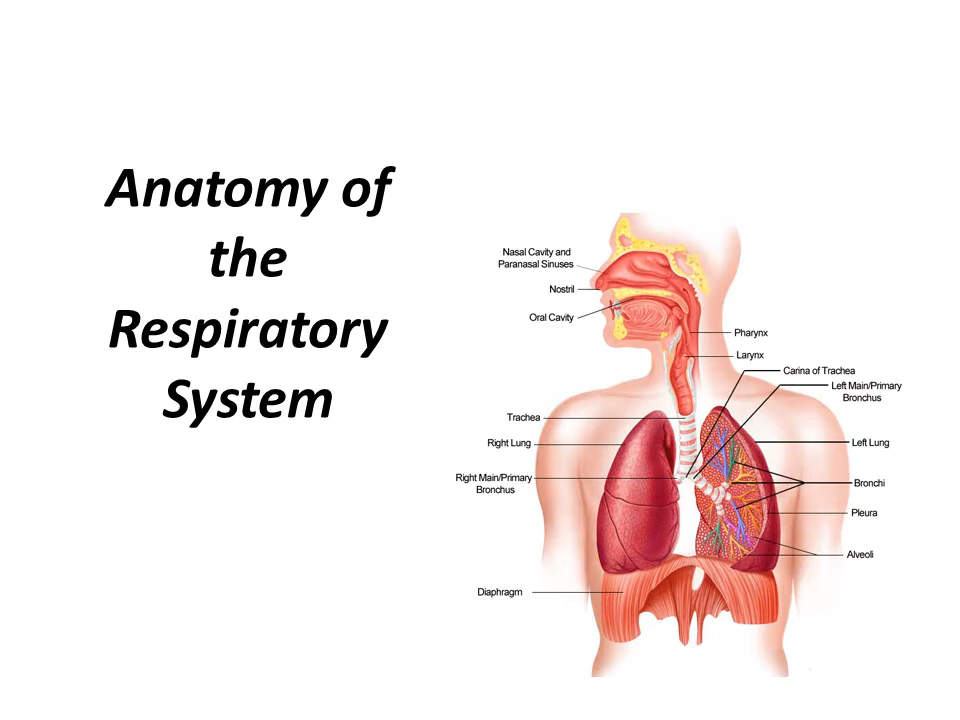 Anatomy of
the
Respiratory
System
Nasal Cavity and
Paranasal Sinuses
Nostril
Oral Cavity
Pharynx
Larynx
Carina of Trachea
Left Main/Primary
Bronchus
Trachea
Right Lung
Left Lung
Right Main/Primary
Bronchus
Bronchi
Pleura
Alveoli
Diaphragm